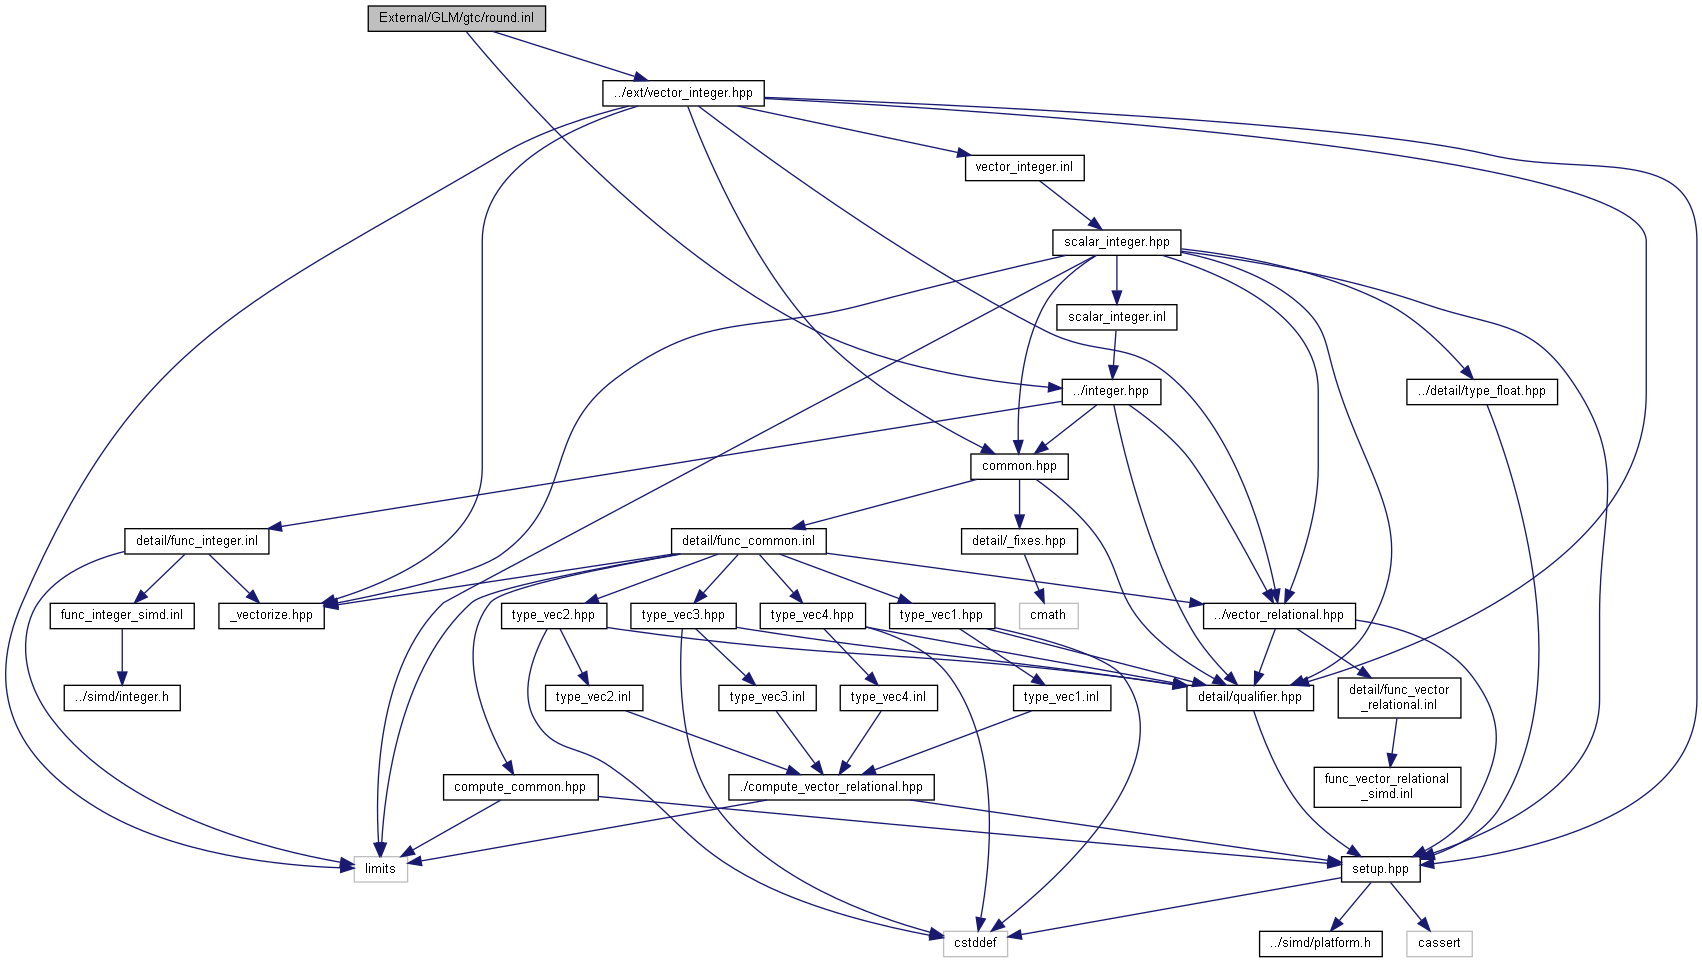 External/GLM/gtc/round.inl
../ext/vector_integer.hpp
vector_integer.inl
scalar_integer.hpp
scalar_integer.inl
../integer.hpp
../detail/type_float.hpp
common.hpp
detail/func_integer.inl
detail/func_common.inl
detail/_fixes.hpp
func_integer_simd.inl
_vectorize.hpp
type_vec2.hpp
type_vec3.hpp
type_vec4.hpp
type_vec1.hpp
cmath
../vector_relational.hpp
../simd/integer.h
type_vec2.inl
type_vec3.inl
type_vec4.inl
type_vec1.inl
detail/qualifier.hpp
detail/func_vector
_relational.inl
compute_common.hpp
./compute_vector_relational.hpp
func_vector_relational
_simd.inl
limits
setup.hpp
cstddef
../simd/platform.h
cassert